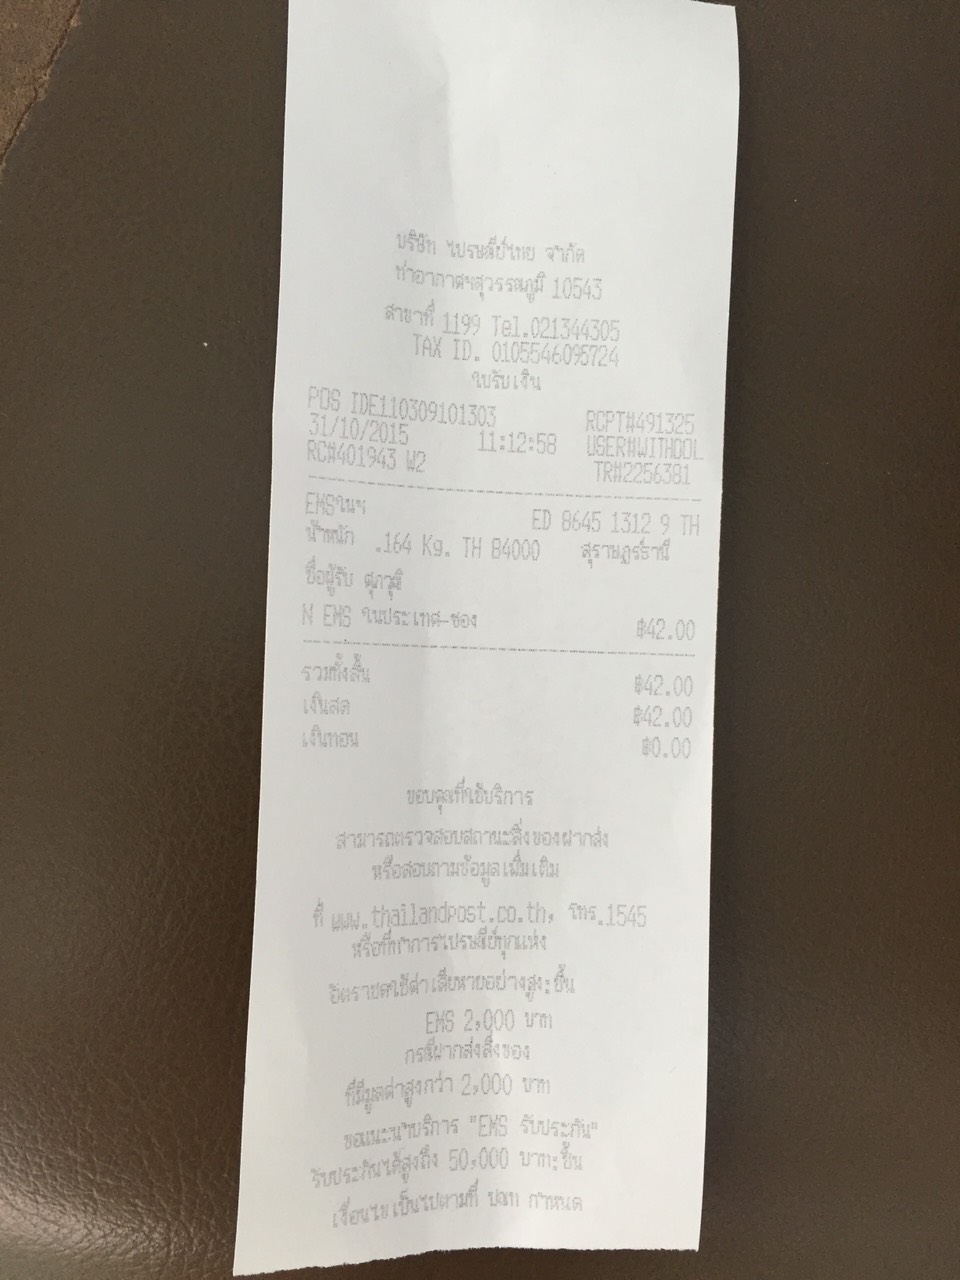 บริษัท ไปรษณีย์ไทย จำกัด
ท่าอากาศฯสุวรรณภูมิ 10543
สาขาที่ 1199 Tel.021344305
TAX ID. 0105546095724
ใบรับเงิน
POS IDE110309101303 RCPT#491325
31/10/2015 11:12:58 USER#WITHOOL
RC#401943 W2 TR#2256381
EMSในฯ ED 8645 1312 9 TH
น้ำหนัก .164 Kg. TH 84000 สุราษฎร์ธานี
ชื่อผู้รับ ศุภวุฒิ
N EMS ในประเทศ-ซอง ฿42.00
รวมทั้งสิ้น ฿42.00
เงินสด ฿42.00
เงินทอน ฿0.00
ขอบคุณที่ใช้บริการ
สามารถตรวจสอบสถานะสิ่งของฝากส่ง
หรือสอบถามข้อมูลเพิ่มเติม
ที่ www.thailandpost.co.th, โทร.1545
หรือที่ทำการไปรษณีย์ทุกแห่ง
อัตราชดใช้ค่าเสียหายอย่างสูง:ชิ้น
EMS 2,000 บาท
กรณีฝากส่งสิ่งของ
ที่มีมูลค่าสูงกว่า 2,000 บาท
ขอแนะนำบริการ "EMS รับประกัน"
รับประกันได้สูงถึง 50,000 บาท:ชิ้น
เงื่อนไขเป็นไปตามที่ ปณท กำหนด